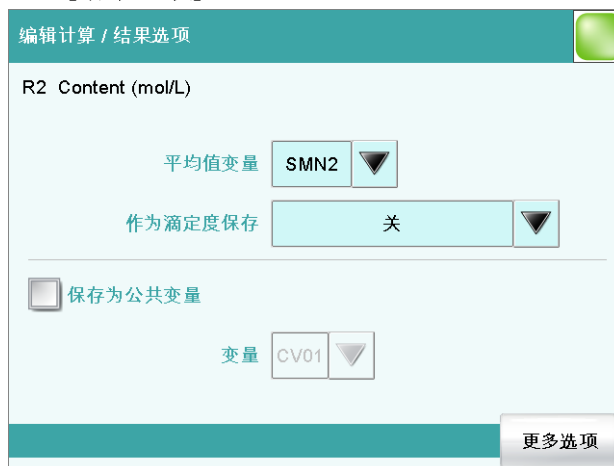 编辑计算 / 结果选项
R2 Content (mol/L)
平均值变量 SMN2
作为滴定度保存 关
保存为公共变量
变量 CV01
更多选项